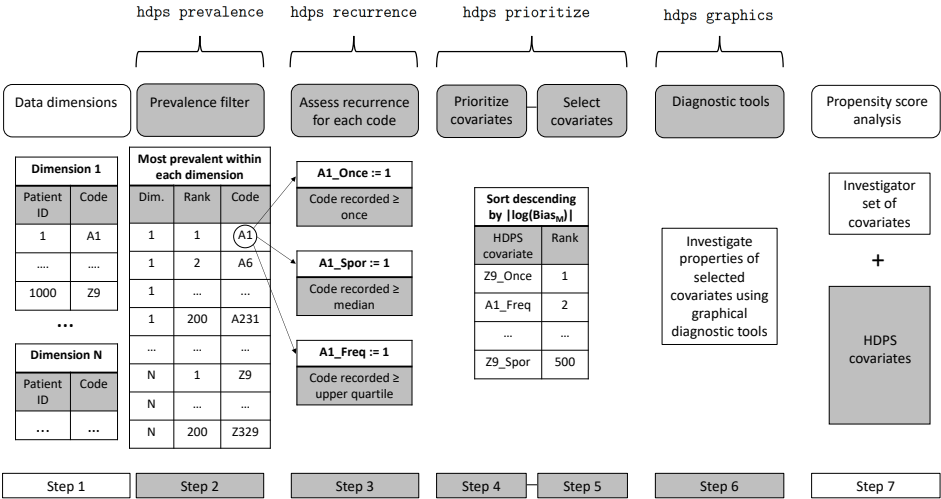 hdps prevalence
hdps recurrence
hdps prioritize
hdps graphics
Data dimensions
Prevalence filter
Assess recurrence
for each code
Prioritize
covariates
Select
covariates
Diagnostic tools
Propensity score
analysis
Dimension 1
Patient
ID
Code
1 A1
.... ....
1000 Z9
...
Dimension N
Patient
ID
Code
... ...
Most prevalent within
each dimension
Dim. Rank Code
1 1 A1
1 2 A6
1 ... ...
1 200 A231
... ... ...
N 1 Z9
N ... ...
N 200 Z329
A1_Once := 1
Code recorded ≥
once
A1_Spor := 1
Code recorded ≥
median
A1_Freq := 1
Code recorded ≥
upper quartile
Sort descending
by |log(Bias_M)|
HDPS
covariate
Rank
Z9_Once 1
A1_Freq 2
... ...
Z9_Spor 500
Investigate
properties of
selected
covariates using
graphical
diagnostic tools
Investigator
set of
covariates
+
HDPS
covariates
Step 1
Step 2
Step 3
Step 4
Step 5
Step 6
Step 7